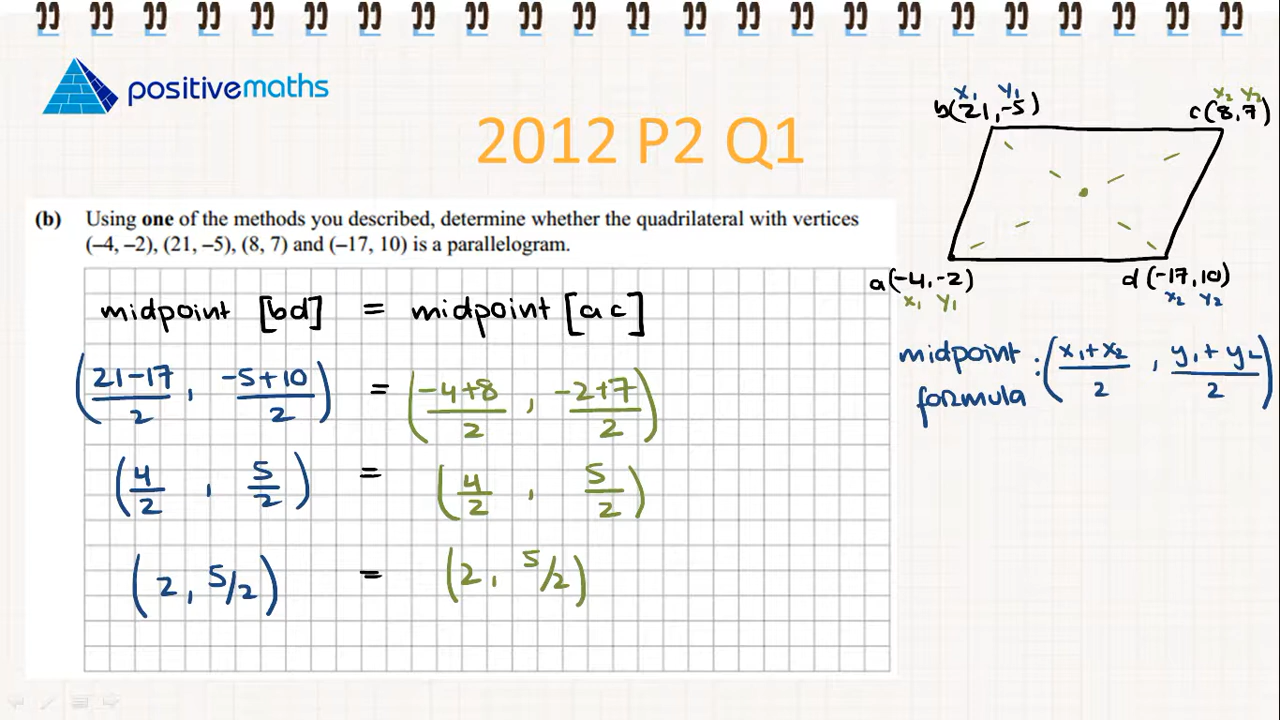 positivemaths
2012 P2 Q1
(b) Using one of the methods you described, determine whether the quadrilateral with vertices
(–4, –2), (21, –5), (8, 7) and (–17, 10) is a parallelogram.
midpoint [bd] = midpoint [ac]
(21-17/2, -5+10/2) = (-4+8/2, -2+7/2)
(4/2, 5/2) = (4/2, 5/2)
(2, 5/2) = (2, 5/2)
x₁ y₁
b(21,-5)
x₂ y₂
c(8,7)
a(-4,-2)
x₁ y₁
d(-17,10)
x₂ y₂
midpoint formula : (x₁+x₂/2, y₁+y₂/2)